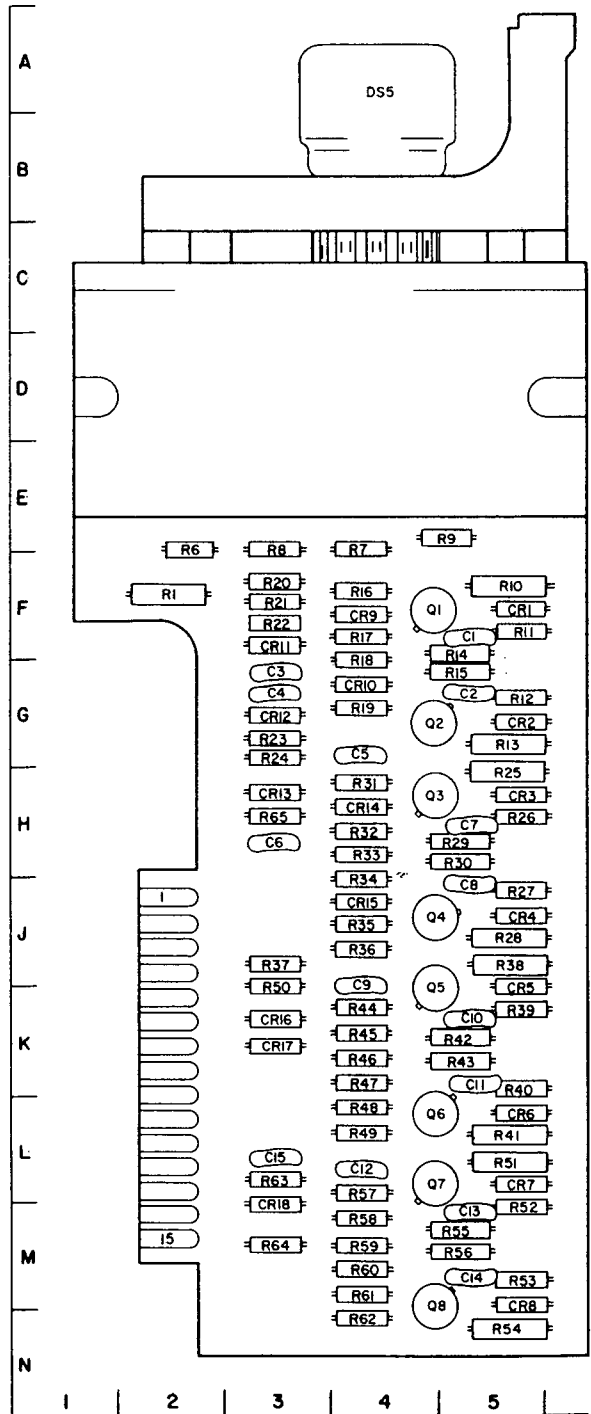 A
DS5
B
C
D
E
R9
R6 R8 R7
R20 R10
R1 R16
F R21 Q1 CR1
R22 CR9
R17 C1 R11
CR11 R14
R18
C3 R15
CR10 C2 R12
G C4
CR12 R19 Q2 CR2
R23 R13
R24 C5
R25
R31
CR13 Q3 CR3
H CR14
R65 R32 C7 R26
C6 R29
R33 R30
R34 C8 R27
1 CR15 Q4 CR4
J R35 R28
R36
R37 R38
R50 C9 Q5 CR5
R44 R39
CR16 C10
K R45 R42
CR17 R46 R43
R47 C11 R40
R48 Q6 CR6
L R49 R41
C15 R51
R63 C12 Q7 CR7
R57
CR18 C13 R52
R58 R55
15 R64 R59 R56
M R60 C14 R53
R61 Q8 CR8
R62 R54
N
1 2 3 4 5